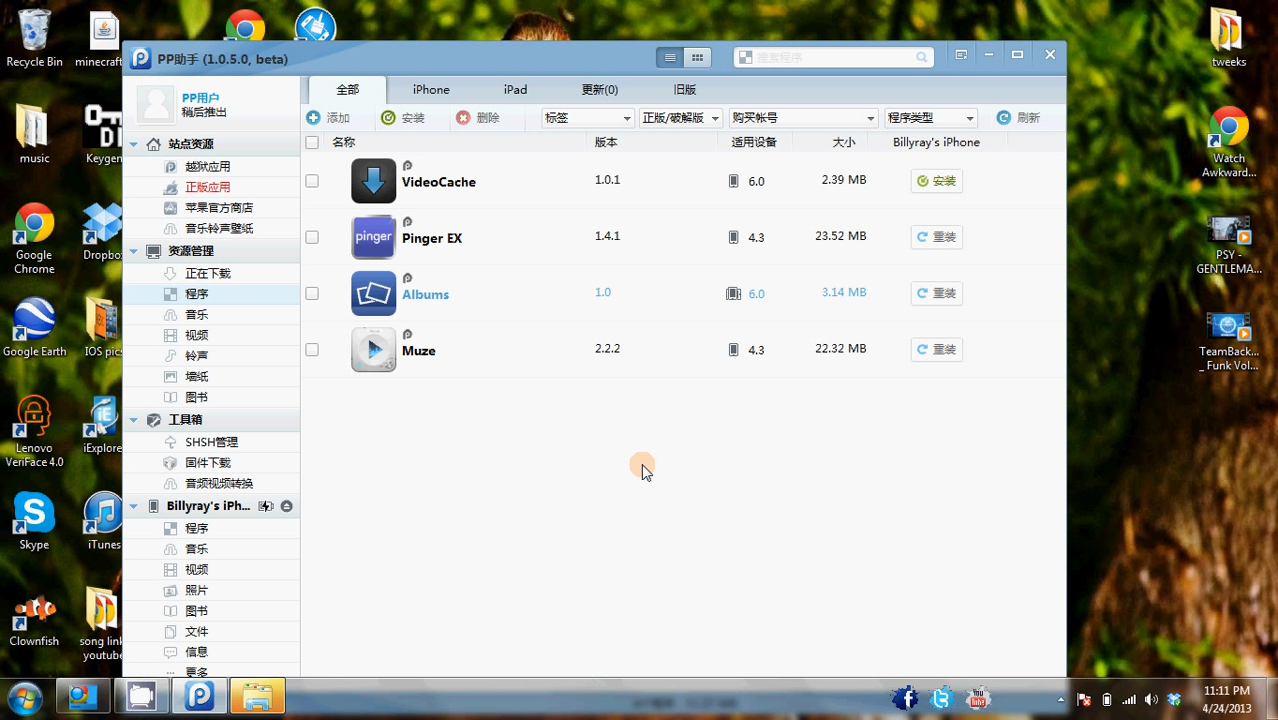 Recycle Bin
minecraft
music
Keygen
Google
Chrome
Dropbo
Google Earth
IOS pics
Lenovo
VeriFace 4.0
iExplore
Skype
iTunes
Clownfish
song link
youtube
PP助手 (1.0.5.0, beta)
搜索程序
PP用户
稍后推出
站点资源
越狱应用
正版应用
苹果官方商店
音乐铃声壁纸
资源管理
正在下载
程序
音乐
视频
铃声
墙纸
图书
工具箱
SHSH管理
固件下载
音频视频转换
Billyray's iPh...
程序
音乐
视频
照片
图书
文件
信息
更多
全部 iPhone iPad 更新(0) 旧版
添加 安装 删除 标签 正版/破解版 购买帐号 程序类型 刷新
名称 版本 适用设备 大小 Billyray's iPhone
VideoCache 1.0.1 6.0 2.39 MB 安装
pinger
Pinger EX 1.4.1 4.3 23.52 MB 重装
Albums 1.0 6.0 3.14 MB 重装
Muze 2.2.2 4.3 22.32 MB 重装
tweeks
Watch
Awkward...
PSY -
GENTLEMA...
TeamBack...
_ Funk Vol...
11:11 PM
4/24/2013